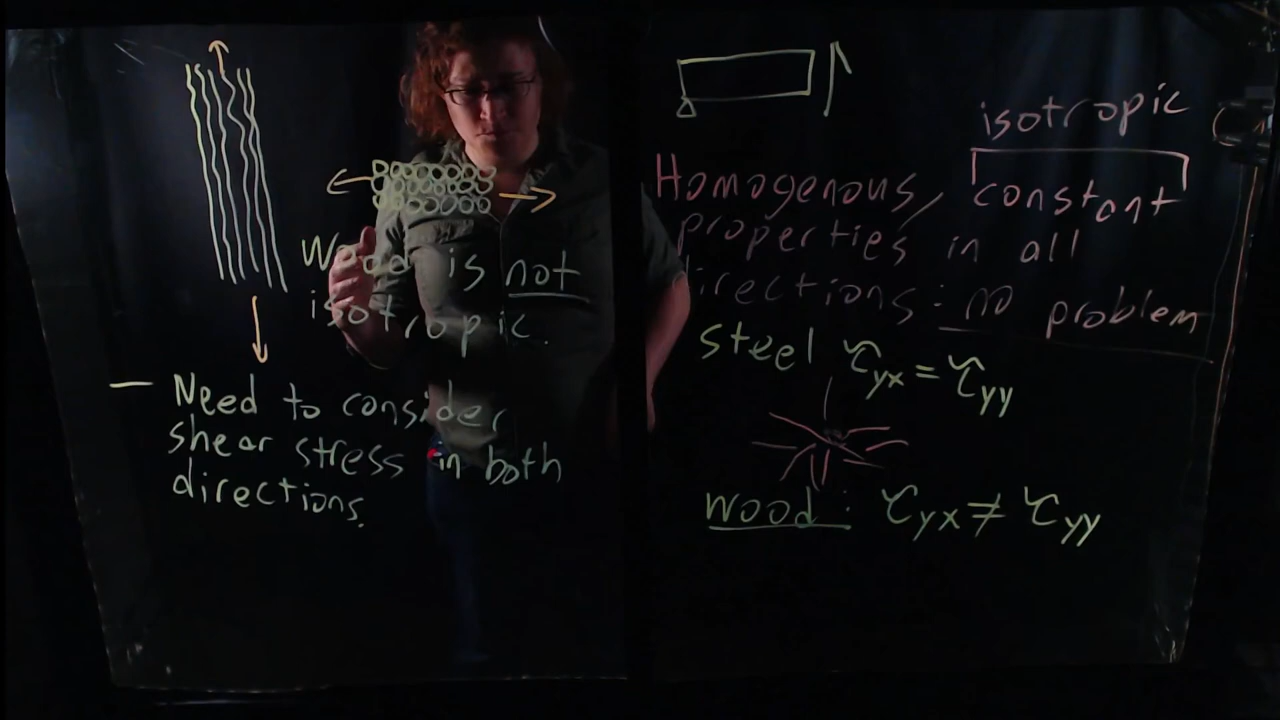 Wood is not
isotropic.
— Need to consider
shear stress in both
directions.
isotropic
Homogenous, constant
properties in all
directions: no problem
steel τyx = τyy
wood: τyx ≠ τyy